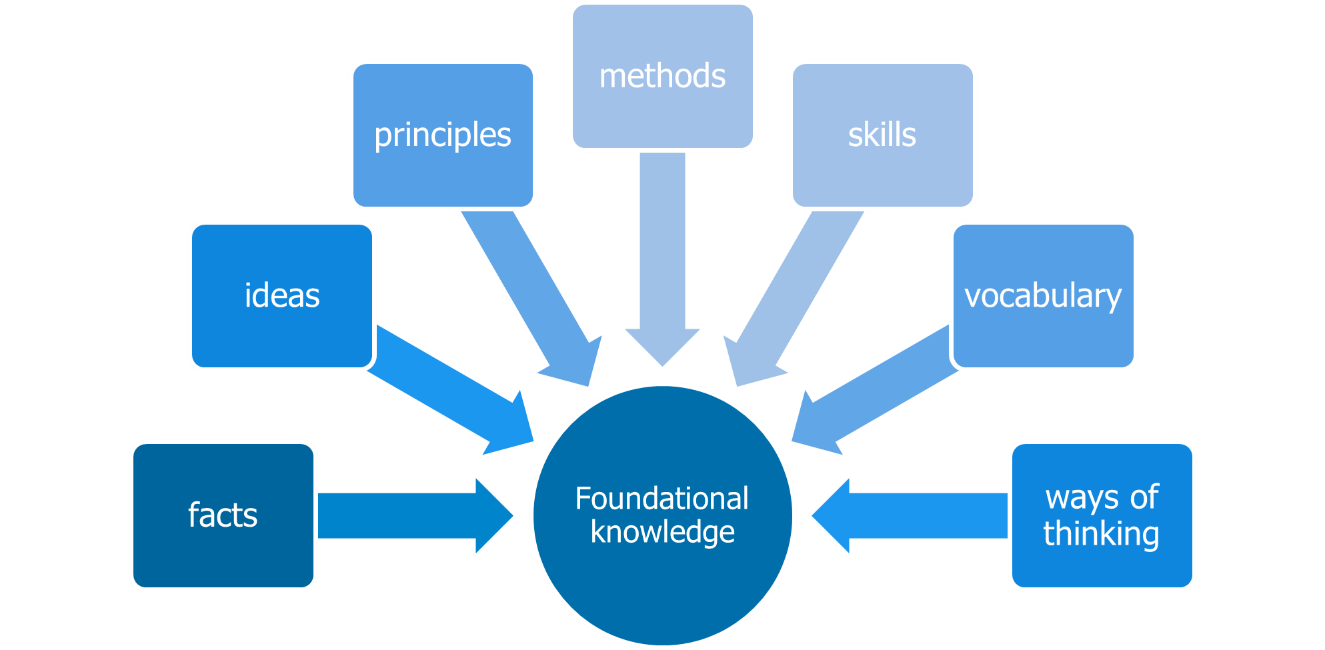 methods
principles
skills
ideas
vocabulary
facts
Foundational
knowledge
ways of
thinking